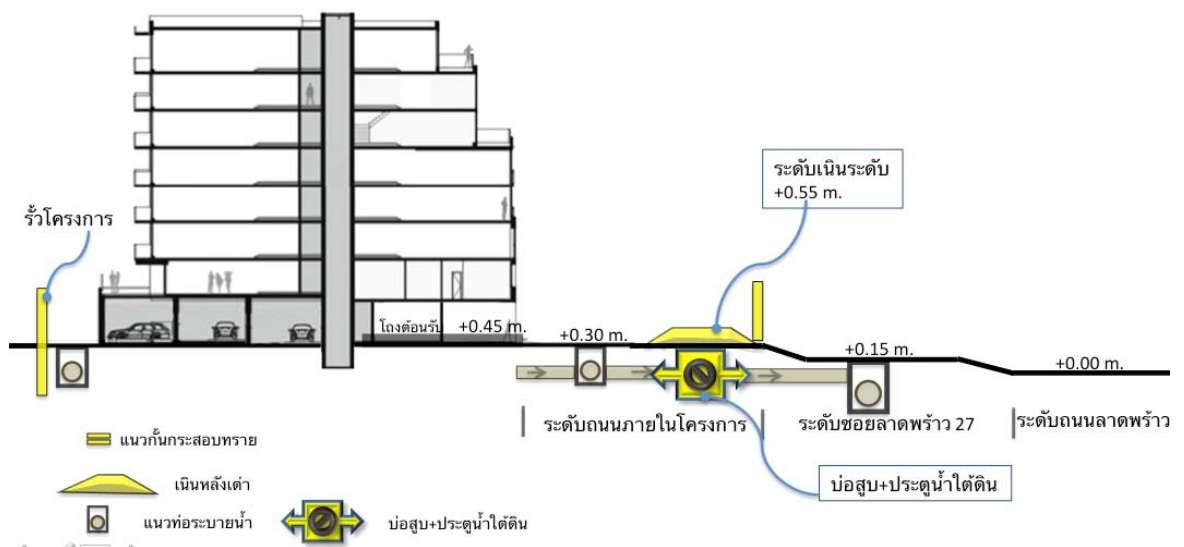 ระดับเนินระดับ
+0.55 m.
รั้วโครงการ
โถงต้อนรับ +0.45 m.
+0.30 m.
+0.15 m.
+0.00 m.
ระดับถนนภายในโครงการ
ระดับซอยลาดพร้าว 27
ระดับถนนลาดพร้าว
แนวกั้นกระสอบทราย
บ่อสูบ+ประตูน้ำใต้ดิน
เนินหลังเต่า
แนวท่อระบายน้ำ
บ่อสูบ+ประตูน้ำใต้ดิน